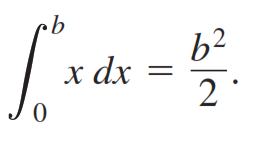 ∫₀ᵇ x dx = b²/2.